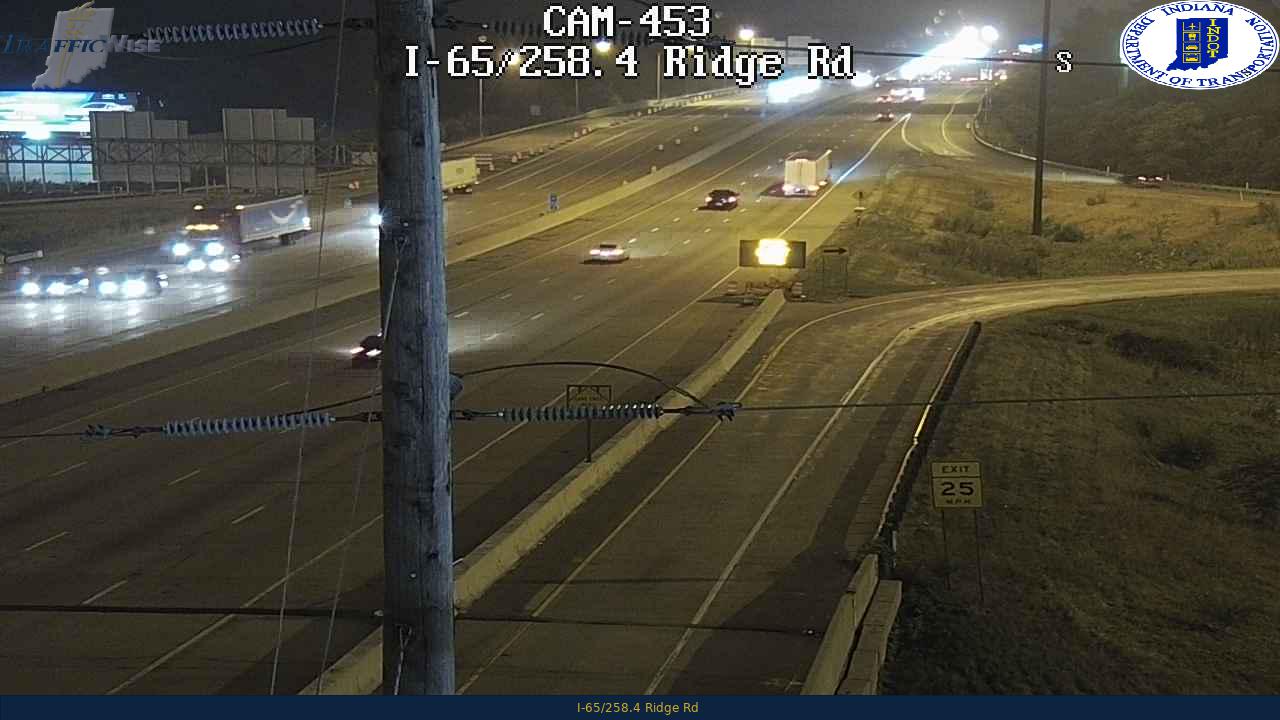 CAM-453
I-65/258.4 Ridge Rd
S
TRAFFICWISE
INDIANA
DEPARTMENT OF TRANSPORTATION
INDOT
EXIT
25
M.P.H.
I-65/258.4 Ridge Rd